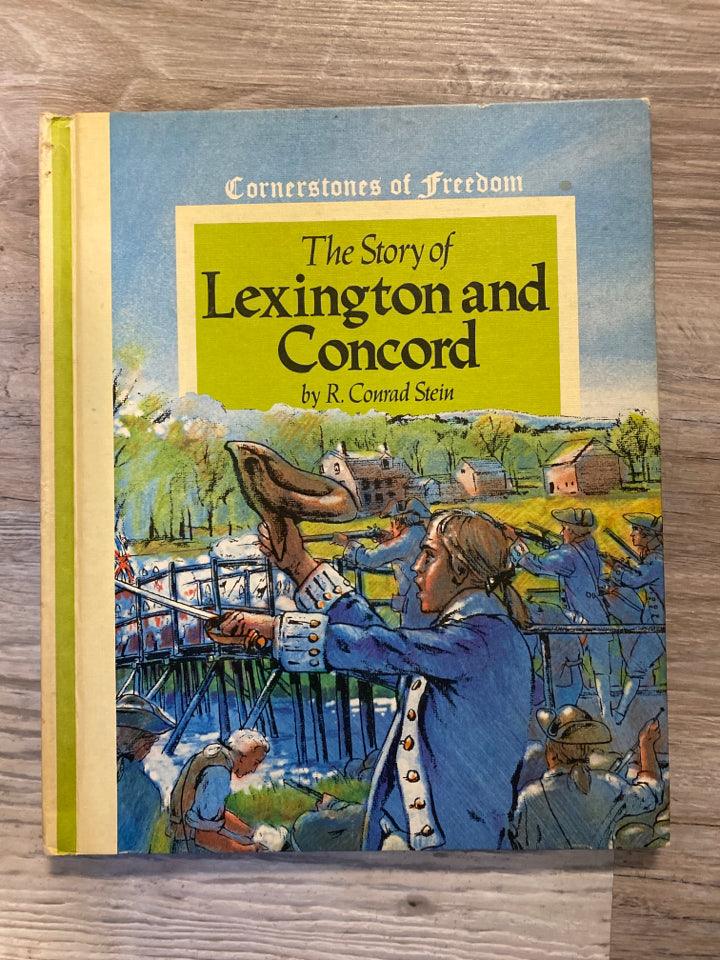 Cornerstones of Freedom
The Story of
Lexington and
Concord
by R. Conrad Stein